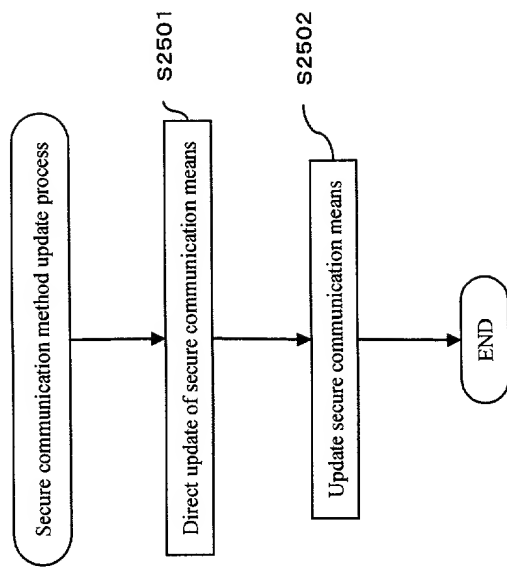 Secure communication method update process
S2501
Direct update of secure communication means
S2502
Update secure communication means
END